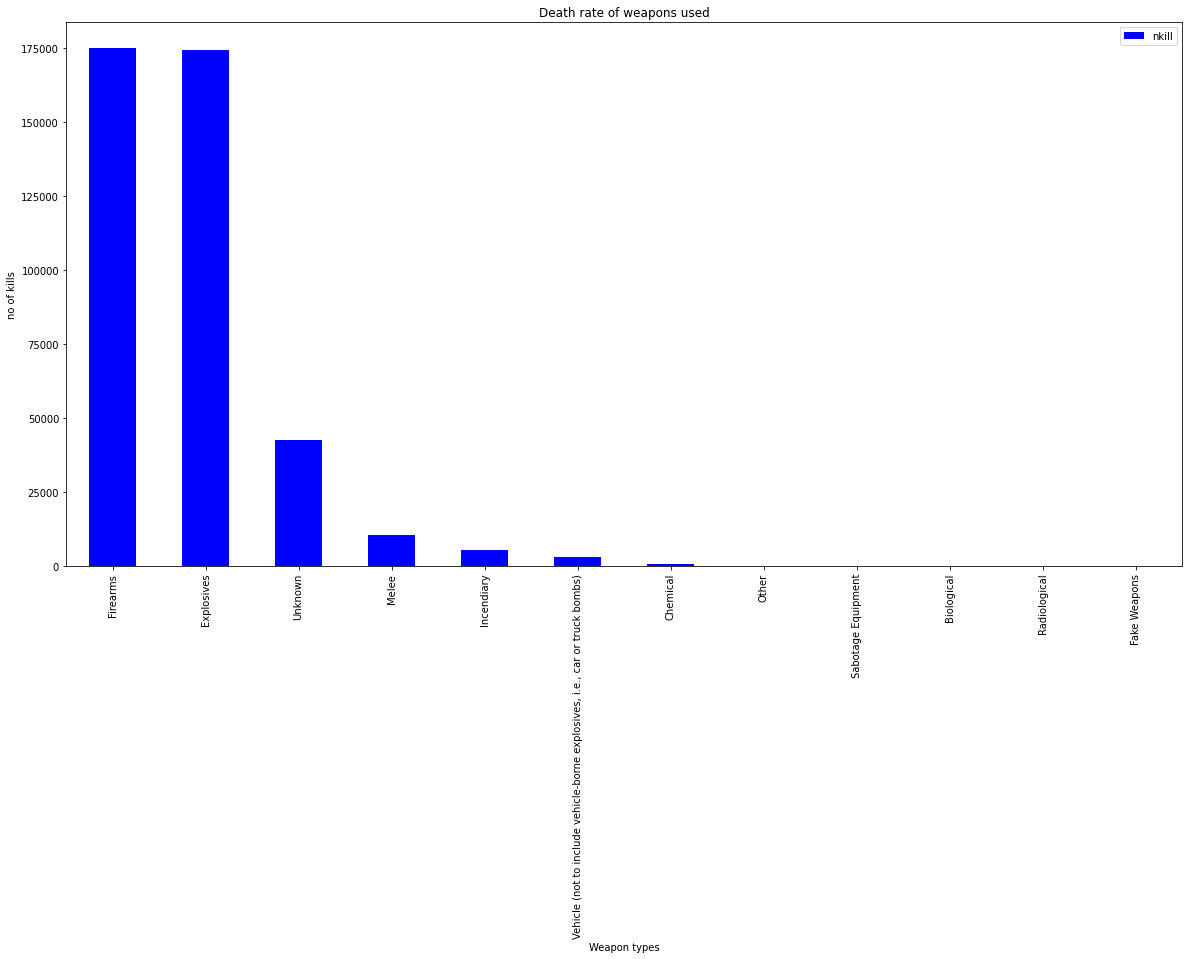 Death rate of weapons used
nkill
175000
150000
125000
100000
75000
50000
25000
0
no of kills
Firearms
Explosives
Unknown
Melee
Incendiary
Vehicle (not to include vehicle-borne explosives, i.e., car or truck bombs)
Chemical
Other
Sabotage Equipment
Biological
Radiological
Fake Weapons
Weapon types